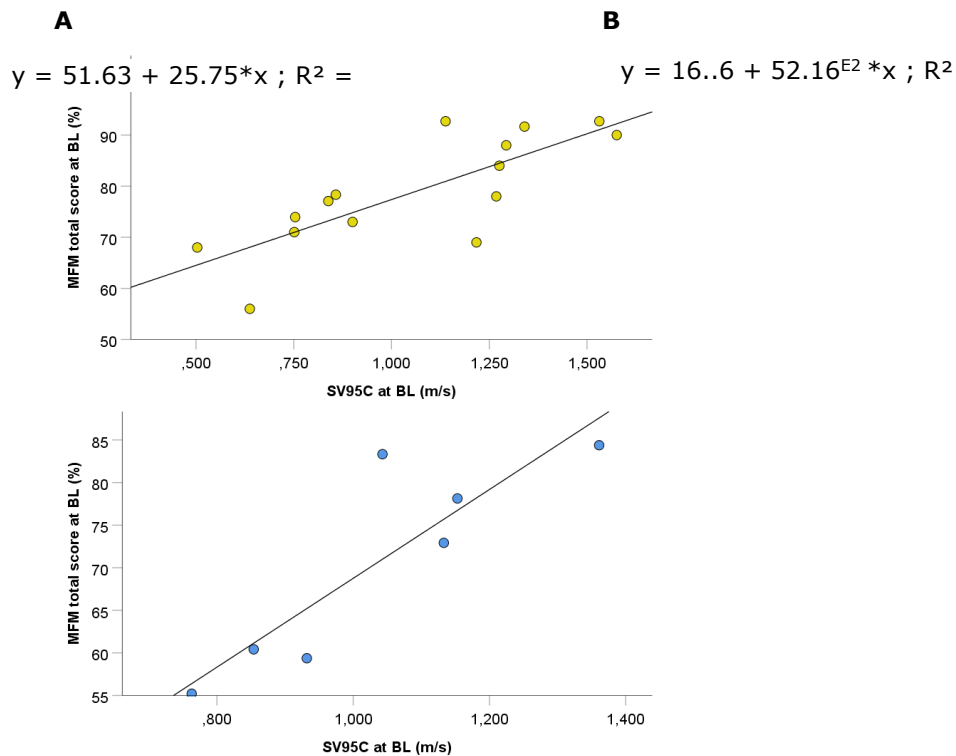 A
B
y = 51.63 + 25.75*x ; R² =
y = 16..6 + 52.16E2 *x ; R²
MFM total score at BL (%)
90
80
70
60
50
,500 ,750 1,000 1,250 1,500
SV95C at BL (m/s)
MFM total score at BL (%)
85
80
75
70
65
60
55
,800 1,000 1,200 1,400
SV95C at BL (m/s)